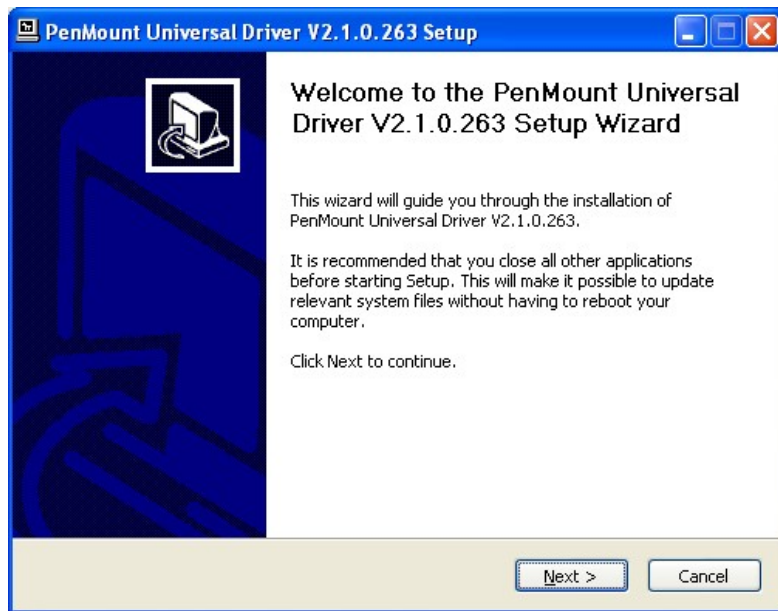 PenMount Universal Driver V2.1.0.263 Setup
Welcome to the PenMount Universal
Driver V2.1.0.263 Setup Wizard
This wizard will guide you through the installation of
PenMount Universal Driver V2.1.0.263.
It is recommended that you close all other applications
before starting Setup. This will make it possible to update
relevant system files without having to reboot your
computer.
Click Next to continue.
Next >
Cancel